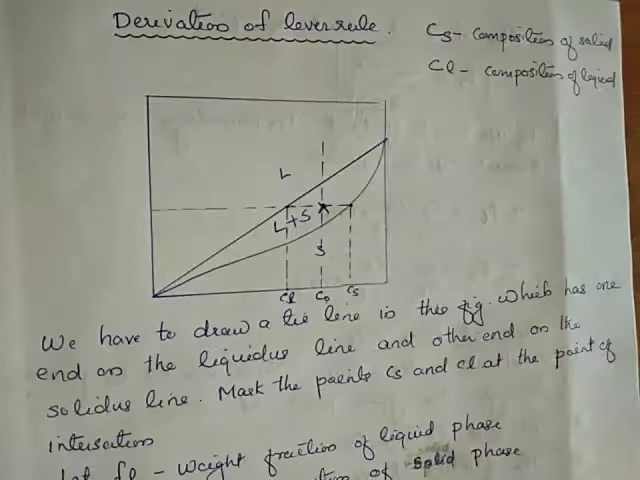 Derivation of lever rule.
Cs - Composition of solid
Cl - Composition of liquid
L
L+S
S
Cl Co Cs
We have to draw a tie line in this fig. which has one
end on the liquidus line and other end on the
solidus line. Mark the points Cs and Cl at the point of
intersection
Let fl - Weight fraction of liquid phase
of solid phase